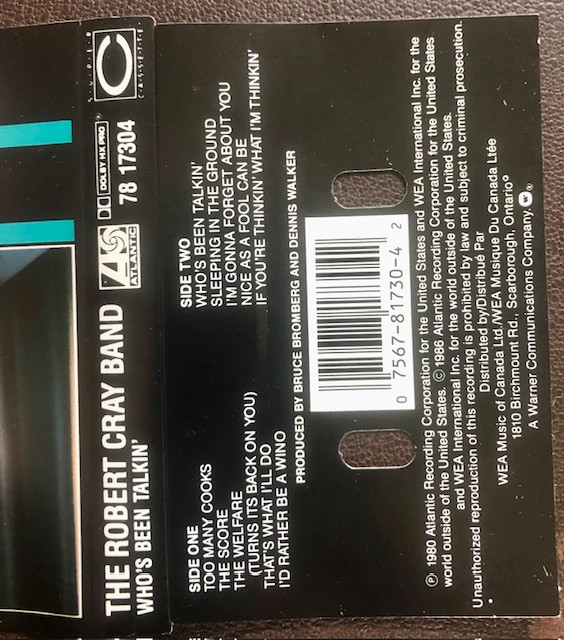 THE ROBERT CRAY BAND
WHO'S BEEN TALKIN'
ATLANTIC
DOLBY HX PRO
78 17304
SUPER
CASSETTE
SIDE ONE
TOO MANY COOKS
THE SCORE
THE WELFARE
(TURNS ITS BACK ON YOU)
THAT'S WHAT I'LL DO
I'D RATHER BE A WINO
SIDE TWO
WHO'S BEEN TALKIN'
SLEEPING IN THE GROUND
I'M GONNA FORGET ABOUT YOU
NICE AS A FOOL CAN BE
IF YOU'RE THINKIN' WHAT I'M THINKIN'
PRODUCED BY BRUCE BROMBERG AND DENNIS WALKER
0 7567-81730-4 2
℗ 1980 Atlantic Recording Corporation for the United States and WEA International Inc. for the
world outside of the United States. © 1986 Atlantic Recording Corporation for the United States
and WEA International Inc. for the world outside of the United States.
Unauthorized reproduction of this recording is prohibited by law and subject to criminal prosecution.
Distributed by/Distribué Par
WEA Music of Canada Ltd./WEA Musique Du Canada Ltée
1810 Birchmount Rd., Scarborough, Ontario
A Warner Communications Company.